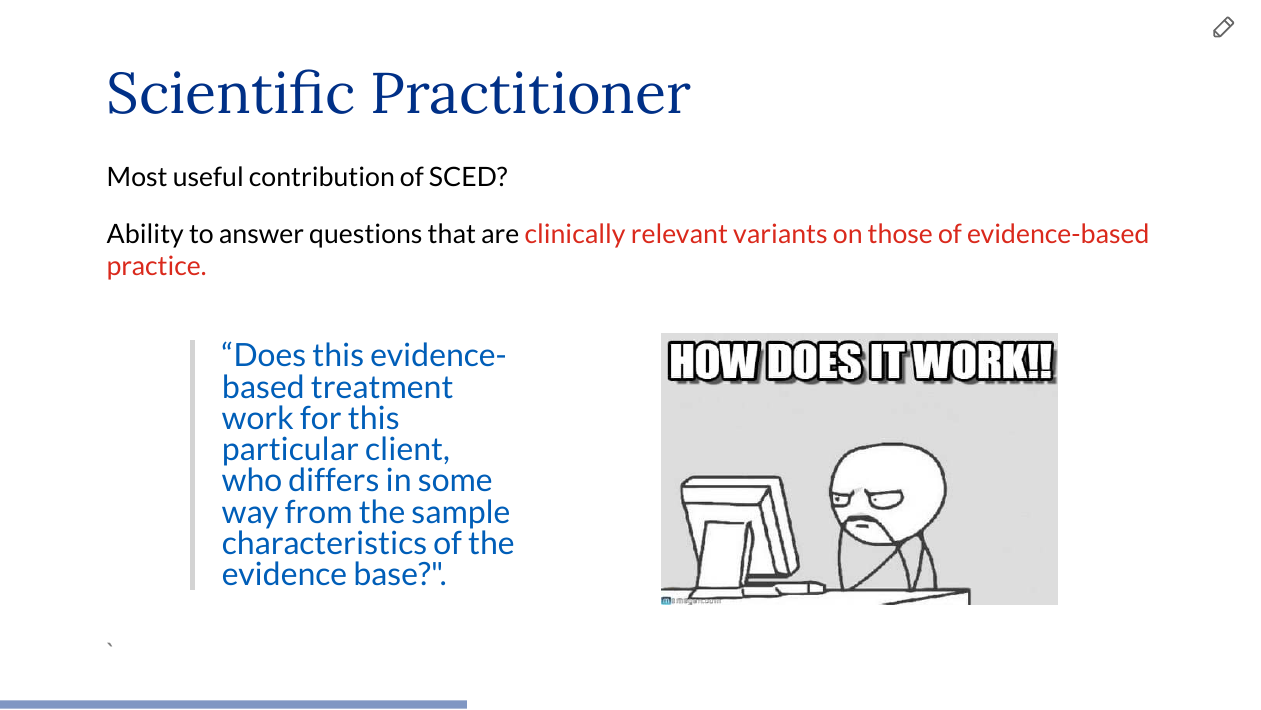 Scientific Practitioner
Most useful contribution of SCED?
Ability to answer questions that are clinically relevant variants on those of evidence-based
practice.
“Does this evidence-
based treatment
work for this
particular client,
who differs in some
way from the sample
characteristics of the
evidence base?".
HOW DOES IT WORK!!
`